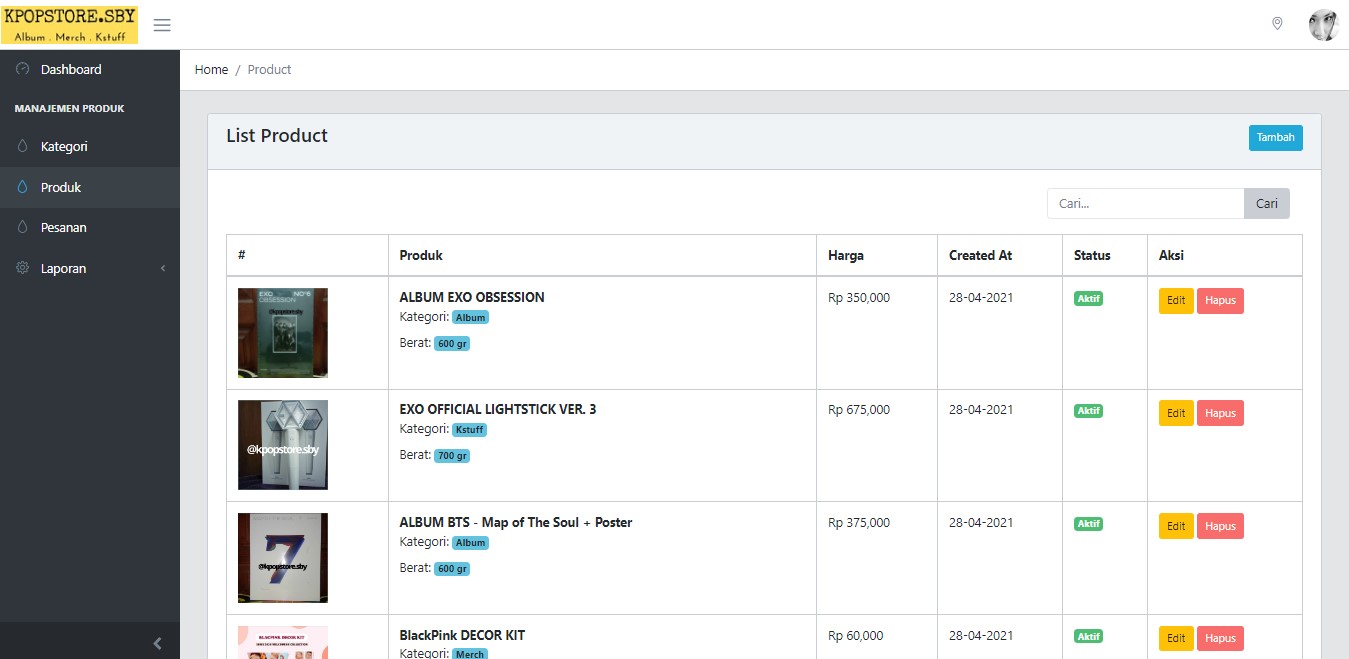 KPOPSTORE.SBY
Album . Merch . Kstuff
Dashboard
MANAJEMEN PRODUK
Kategori
Produk
Pesanan
Laporan
Home / Product
List Product
Tambah
Cari...
Cari
# Produk Harga Created At Status Aksi
EXO NO°6
OBSESSION
@kpopstoresby
ALBUM EXO OBSESSION
Kategori: Album
Berat: 600 gr
Rp 350,000
28-04-2021
Aktif
Edit Hapus
@kpopstore.sby
EXO OFFICIAL LIGHTSTICK VER. 3
Kategori: Kstuff
Berat: 700 gr
Rp 675,000
28-04-2021
Aktif
Edit Hapus
7
@kpopstore.sby
ALBUM BTS - Map of The Soul + Poster
Kategori: Album
Berat: 600 gr
Rp 375,000
28-04-2021
Aktif
Edit Hapus
BLACKPINK DECOR KIT
BlackPink DECOR KIT
Kategori: Merch
Rp 60,000
28-04-2021
Aktif
Edit Hapus